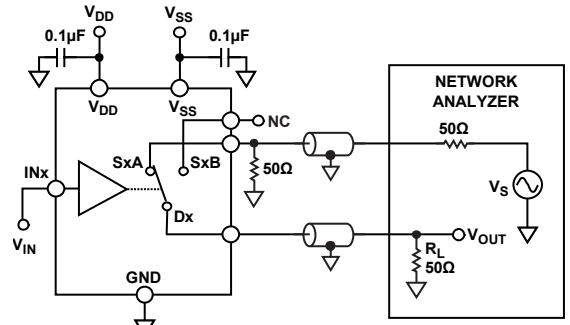 VDD
VSS
0.1µF
0.1µF
VDD
VSS
NC
NETWORK
ANALYZER
50Ω
SxA
SxB
50Ω
INx
VS
Dx
VOUT
VIN
RL
50Ω
GND